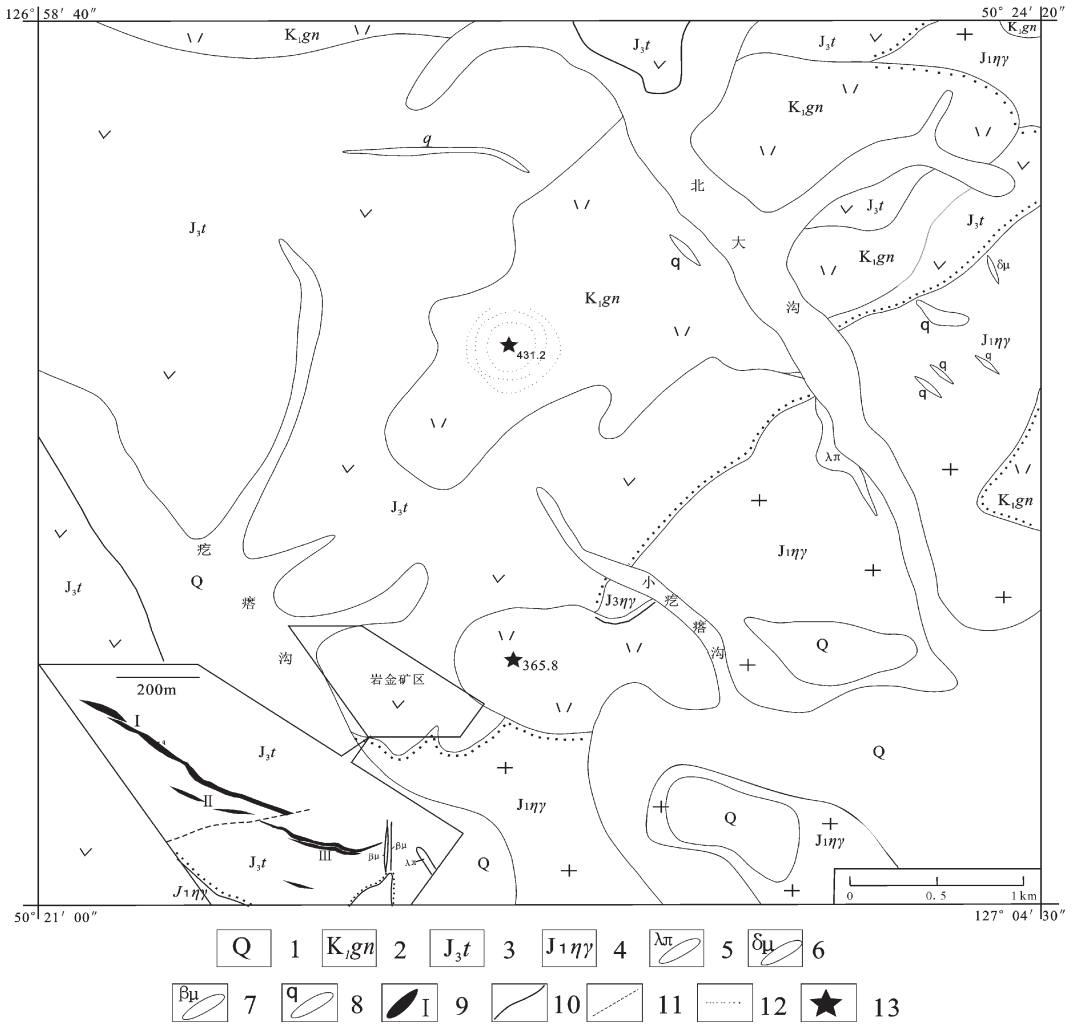 126° 58′ 40″
50° 24′ 20″
K₁gn
J₃t
J₃t
K₁gn
J1ηγ
K₁gn
q
北
J₃t
J₃t
J₃t
大
q
K₁gn
δμ
K₁gn
沟
q
J1ηγ
431.2
q
q
q
λπ
K₁gn
J₃t
疙
J1ηγ
Q
小
J₃t
J3ηγ
疙
瘩
瘩
沟
Q
沟
365.8
岩金矿区
200m
I
J₃t
Q
II
J1ηγ
Q
J1ηγ
III
J₃t
βμ
βμ
λπ
Q
J1ηγ
0 0.5 1km
50° 21′ 00″
127° 04′ 30″
Q 1 K₁gn 2 J₃t 3 J1ηγ 4 λπ 5 δμ 6
βμ 7 q 8 I 9 10 11 12 13